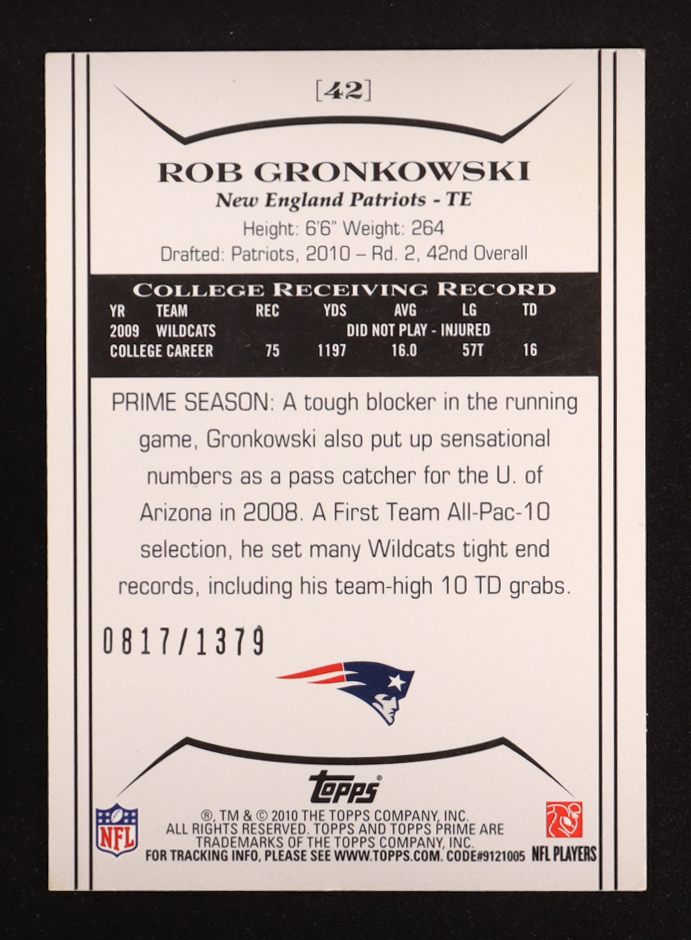 [42]
ROB GRONKOWSKI
New England Patriots - TE
Height: 6'6" Weight: 264
Drafted: Patriots, 2010 – Rd. 2, 42nd Overall
COLLEGE RECEIVING RECORD
YR TEAM REC YDS AVG LG TD
2009 WILDCATS DID NOT PLAY - INJURED
COLLEGE CAREER 75 1197 16.0 57T 16
PRIME SEASON: A tough blocker in the running
game, Gronkowski also put up sensational
numbers as a pass catcher for the U. of
Arizona in 2008. A First Team All-Pac-10
selection, he set many Wildcats tight end
records, including his team-high 10 TD grabs.
0817/1379
TOPPS®
®, TM & © 2010 THE TOPPS COMPANY, INC.
ALL RIGHTS RESERVED. TOPPS AND TOPPS PRIME ARE
TRADEMARKS OF THE TOPPS COMPANY, INC.
FOR TRACKING INFO, PLEASE SEE WWW.TOPPS.COM. CODE#9121005
NFL
NFL PLAYERS